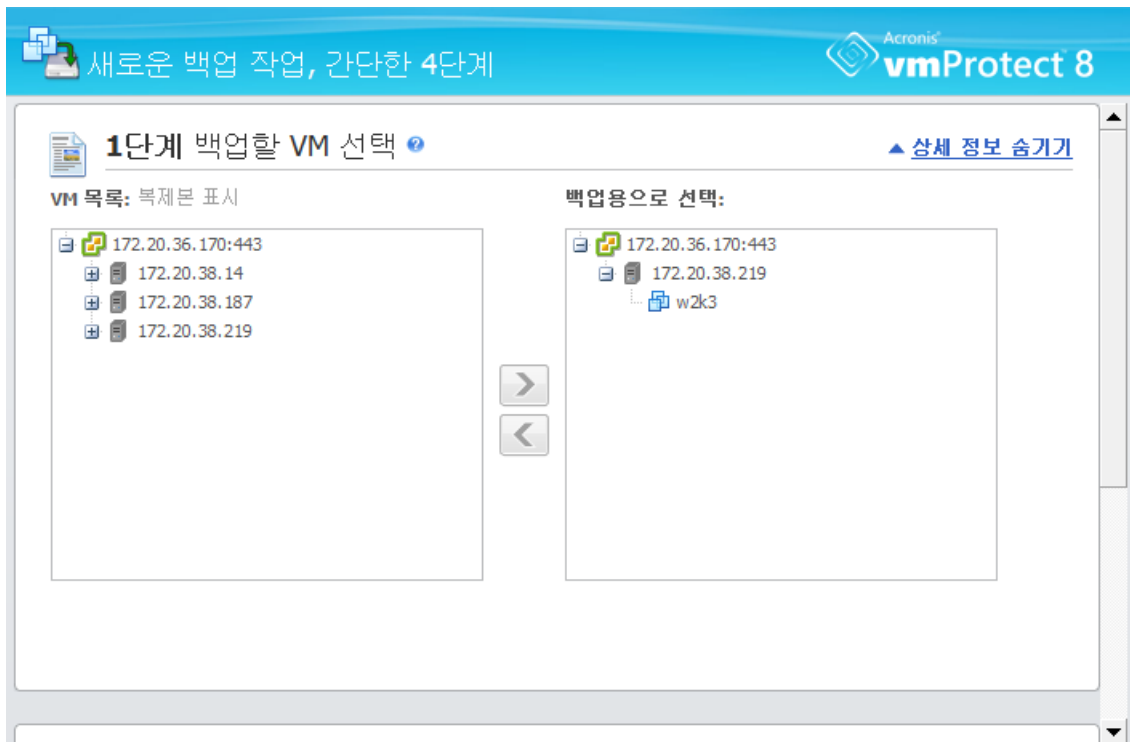 새로운 백업 작업, 간단한 4단계
Acronis®
vmProtect™ 8
1단계 백업할 VM 선택
상세 정보 숨기기
VM 목록: 복제본 표시
172.20.36.170:443
172.20.38.14
172.20.38.187
172.20.38.219
백업용으로 선택:
172.20.36.170:443
172.20.38.219
w2k3